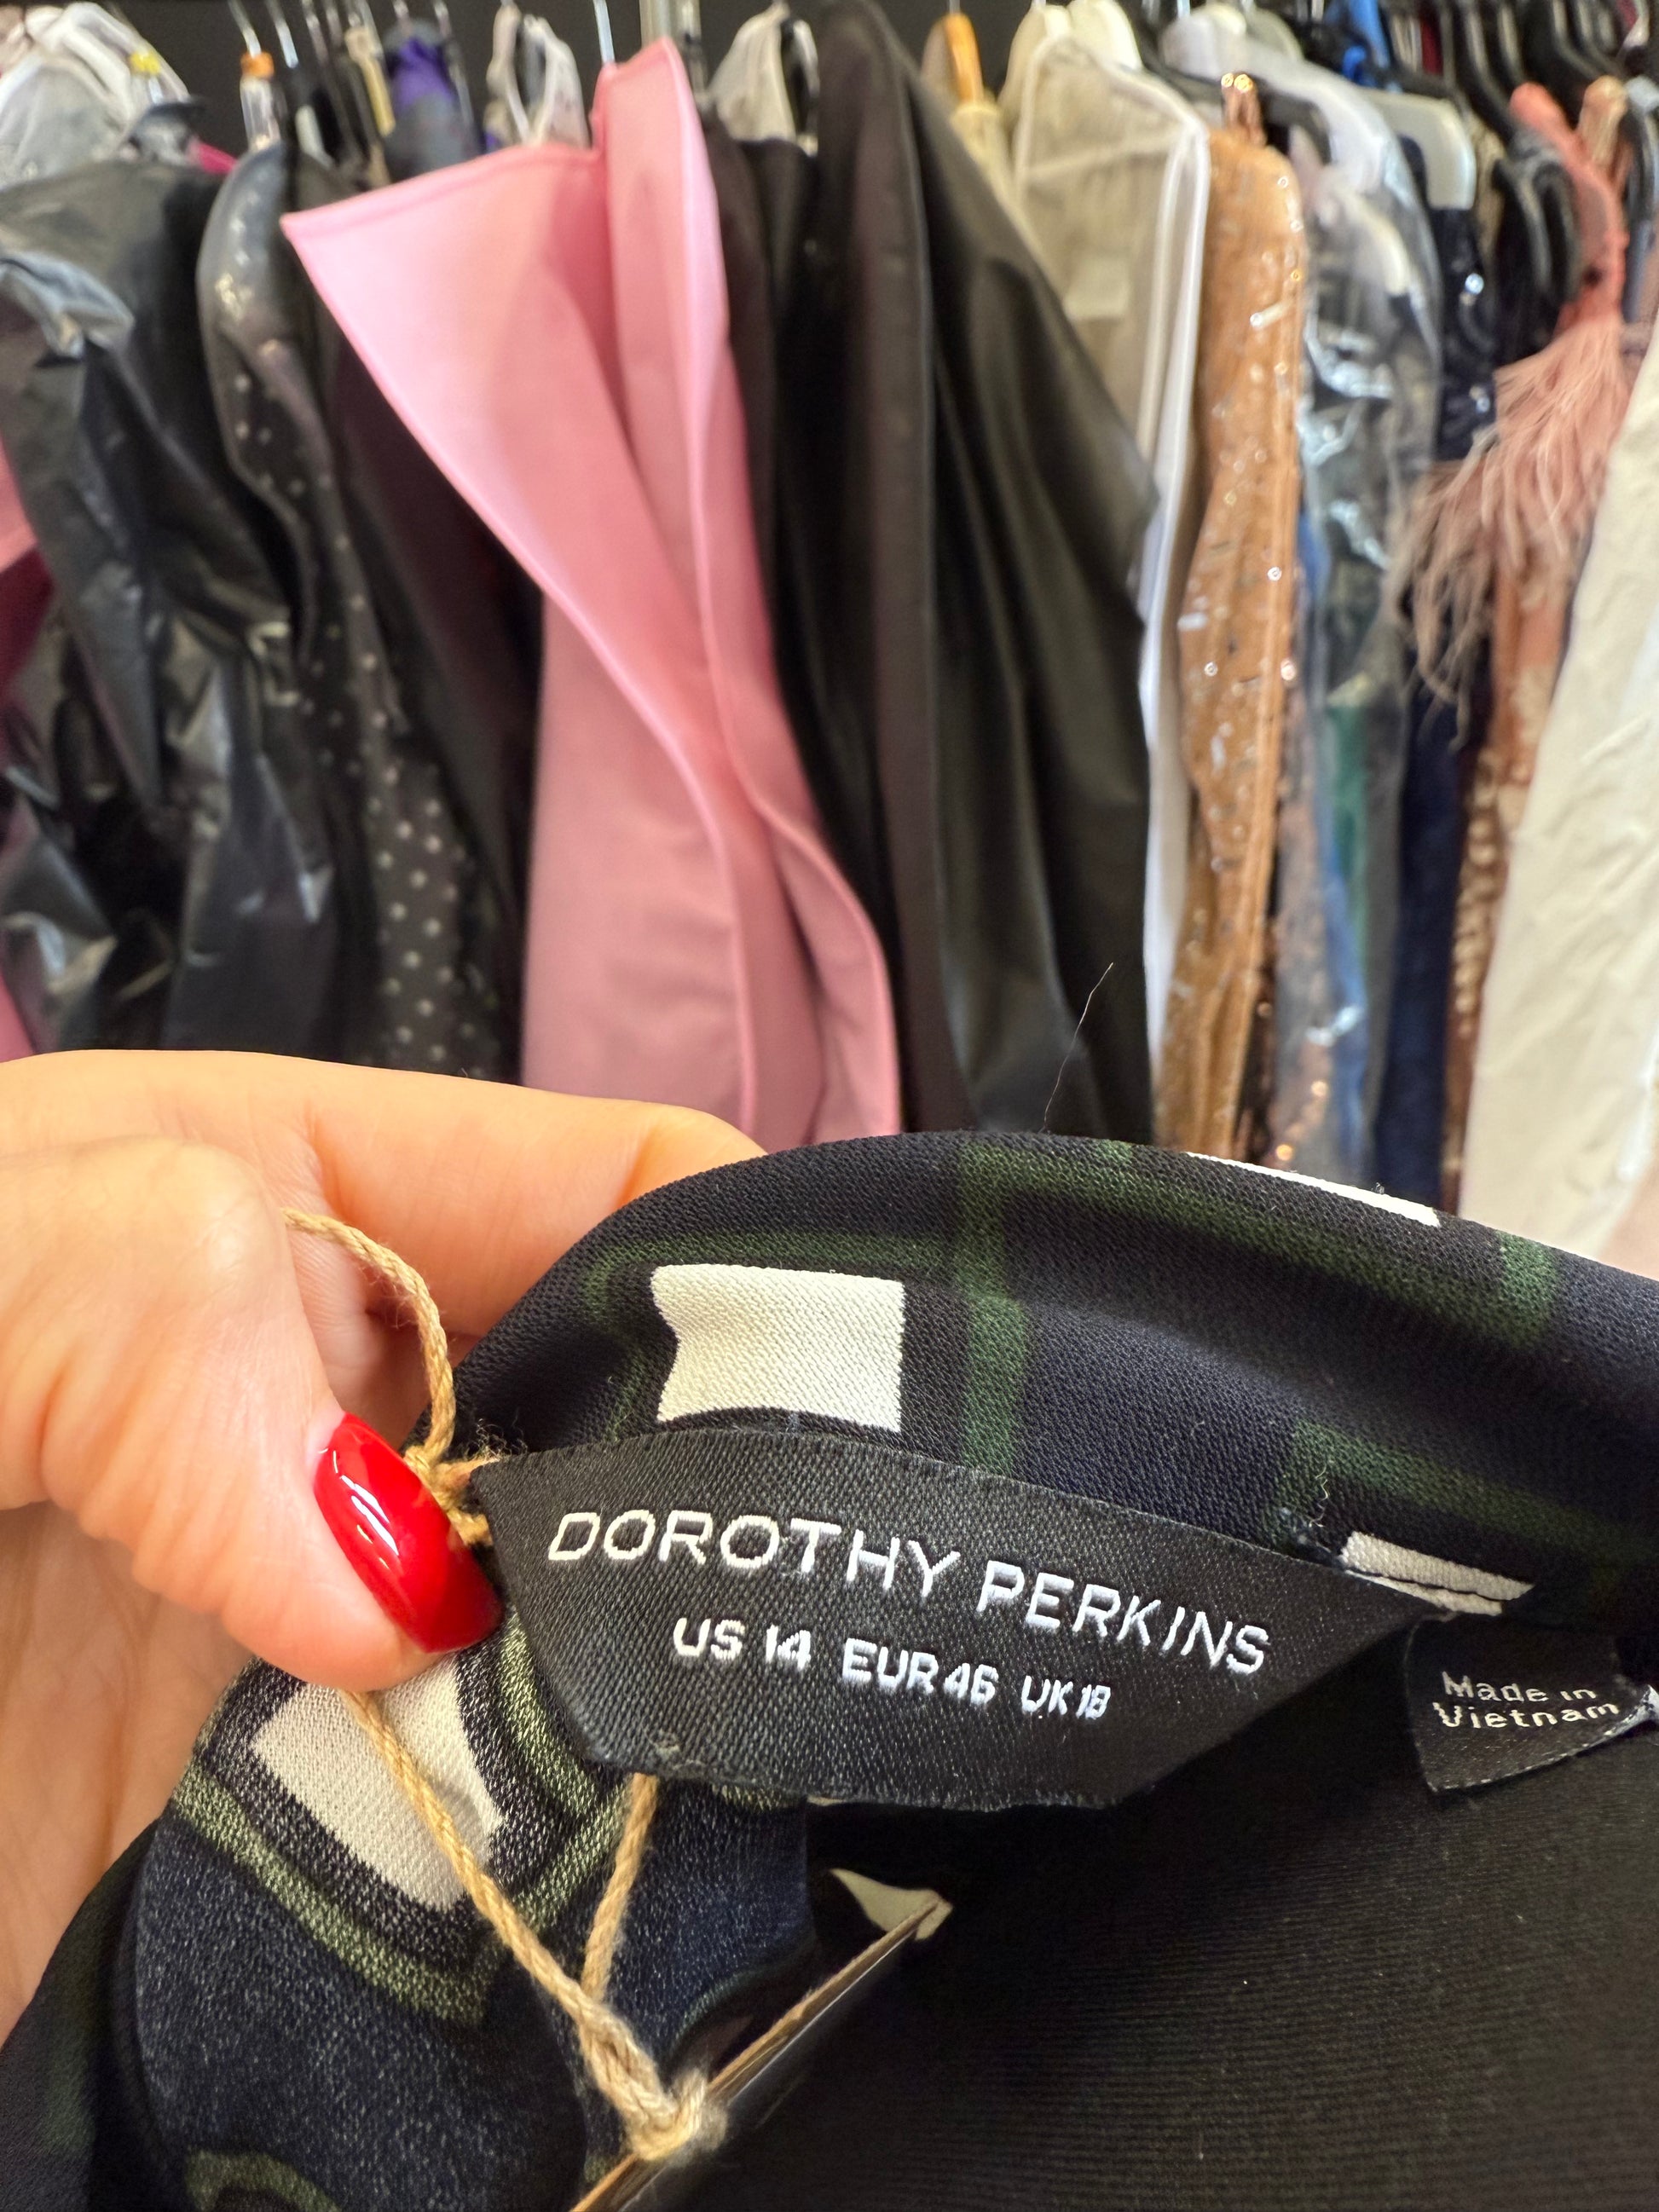 DOROTHY PERKINS
US 14 EUR 46 UK 18
Made in
Vietnam